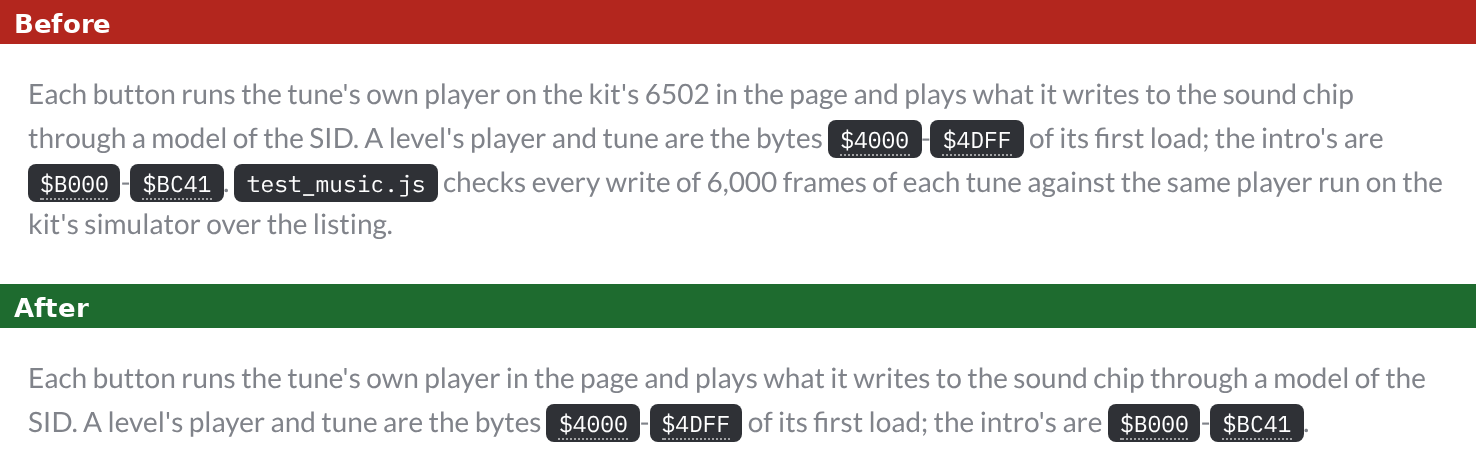 Before
Each button runs the tune's own player on the kit's 6502 in the page and plays what it writes to the sound chip
through a model of the SID. A level's player and tune are the bytes $4000-$4DFF of its first load; the intro's are
$B000-$BC41. test_music.js checks every write of 6,000 frames of each tune against the same player run on the
kit's simulator over the listing.
After
Each button runs the tune's own player in the page and plays what it writes to the sound chip through a model of the
SID. A level's player and tune are the bytes $4000-$4DFF of its first load; the intro's are $B000-$BC41.